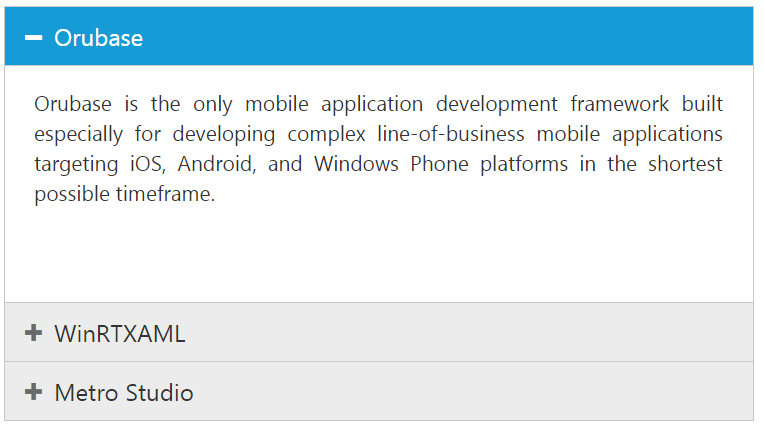 Orubase
Orubase is the only mobile application development framework built
especially for developing complex line-of-business mobile applications
targeting iOS, Android, and Windows Phone platforms in the shortest
possible timeframe.
WinRTXAML
Metro Studio